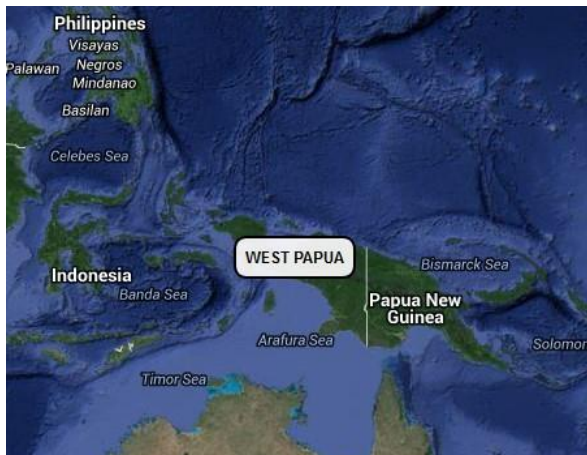 Philippines
Visayas
Palawan
Negros
Mindanao
Basilan
Celebes Sea
WEST PAPUA
Bismarck Sea
Indonesia
Banda Sea
Papua New
Guinea
Arafura Sea
Solomon
Timor Sea